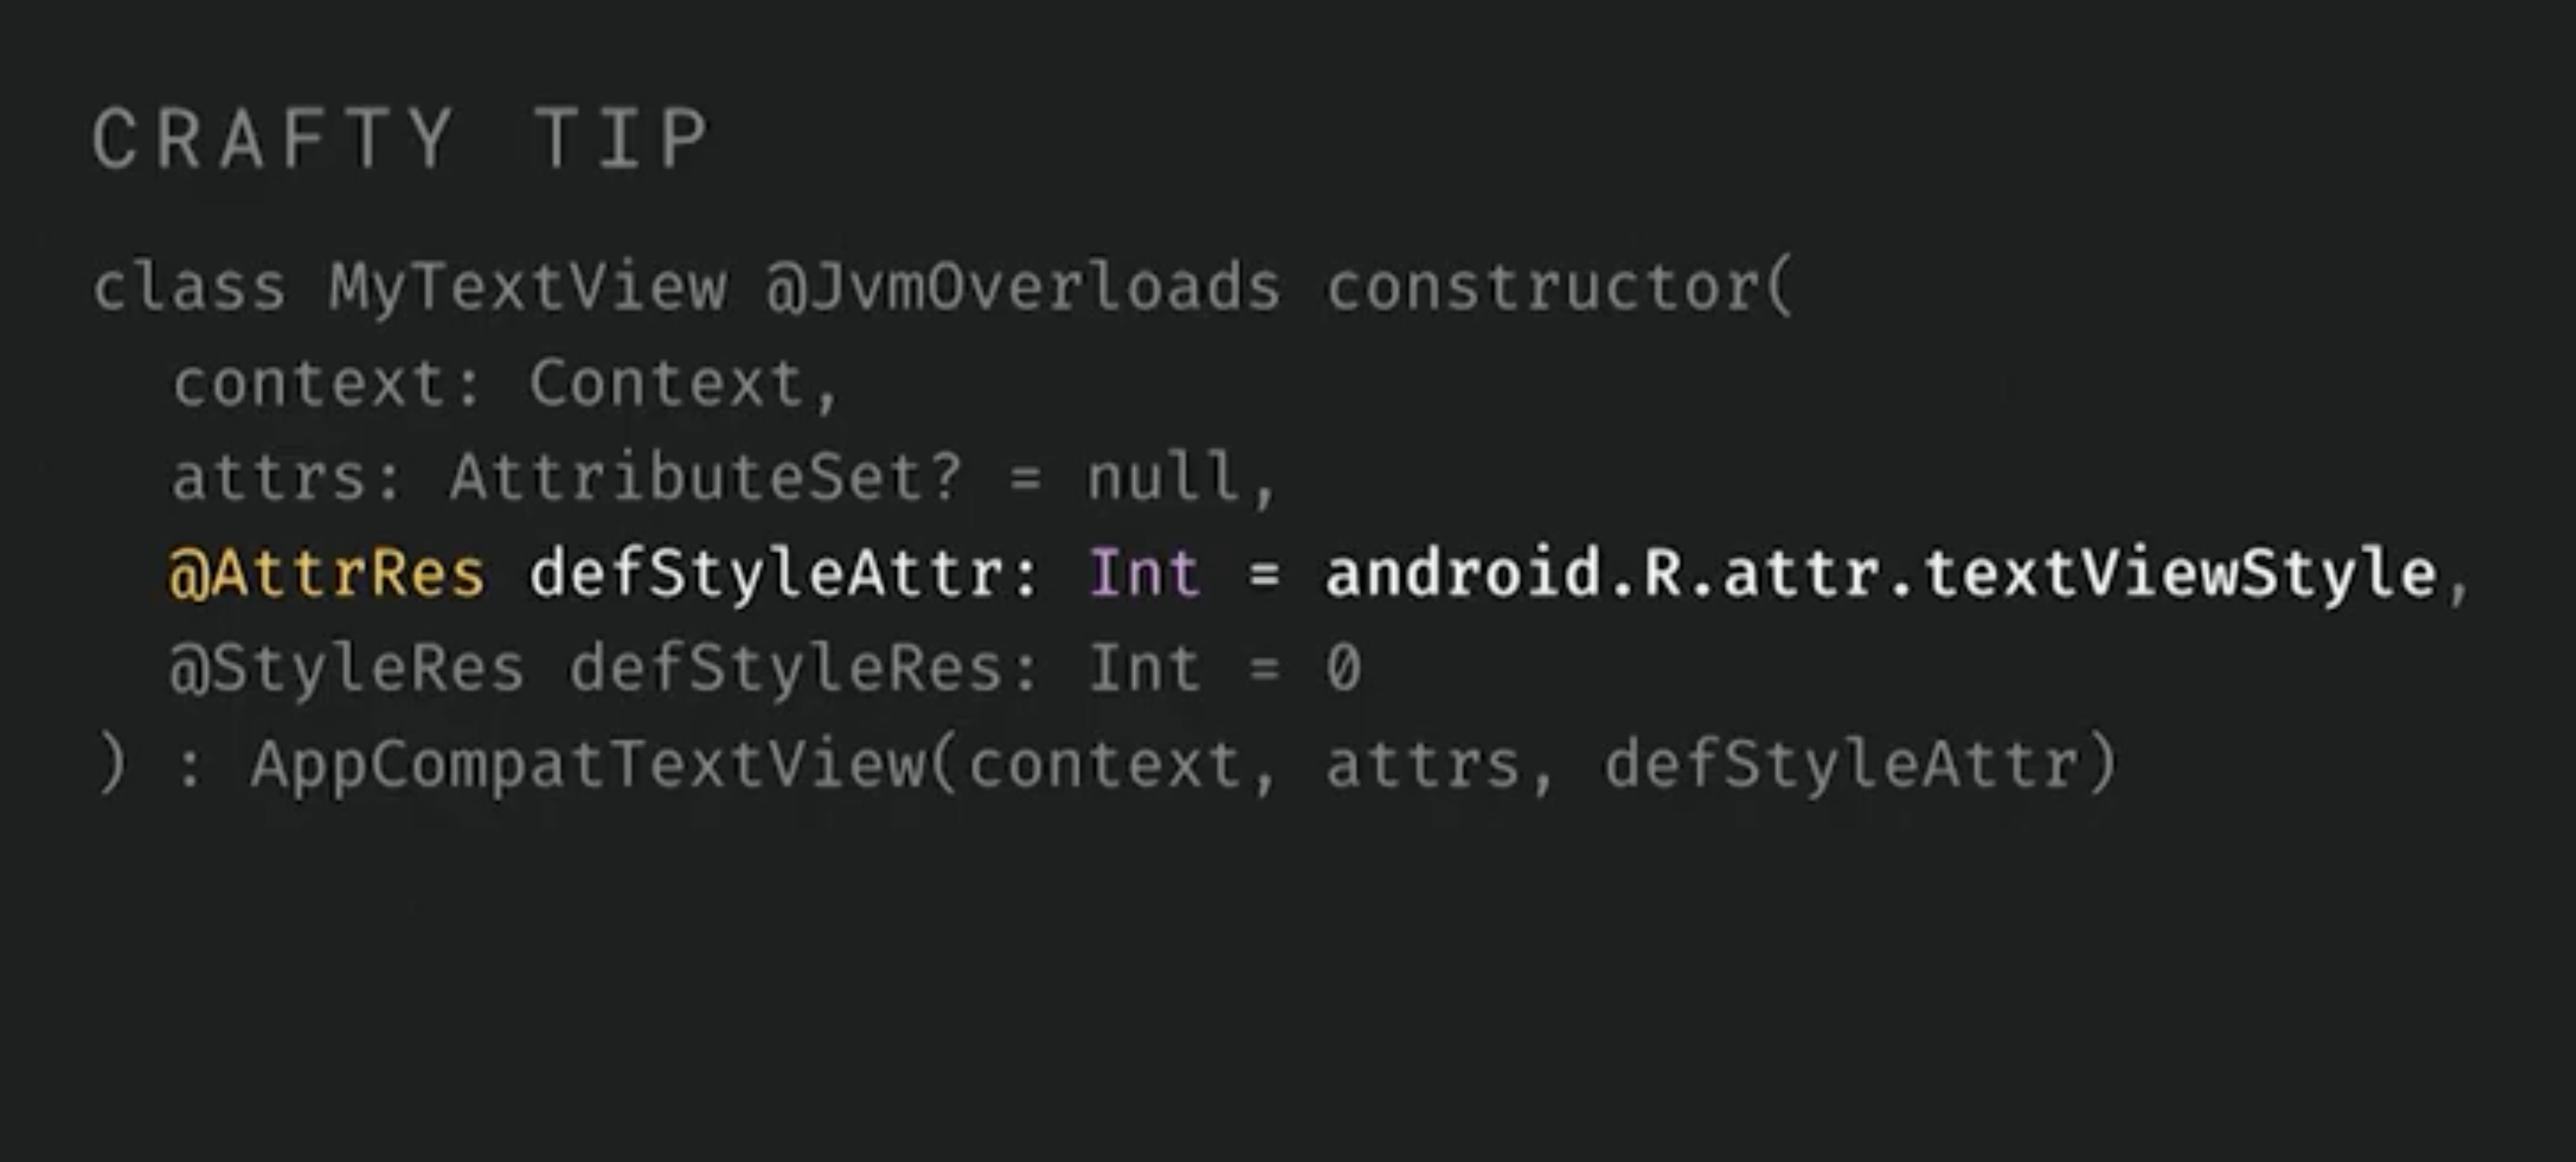 CRAFTY TIP
class MyTextView @JvmOverloads constructor(
  context: Context,
  attrs: AttributeSet? = null,
  @AttrRes defStyleAttr: Int = android.R.attr.textViewStyle,
  @StyleRes defStyleRes: Int = 0
) : AppCompatTextView(context, attrs, defStyleAttr)